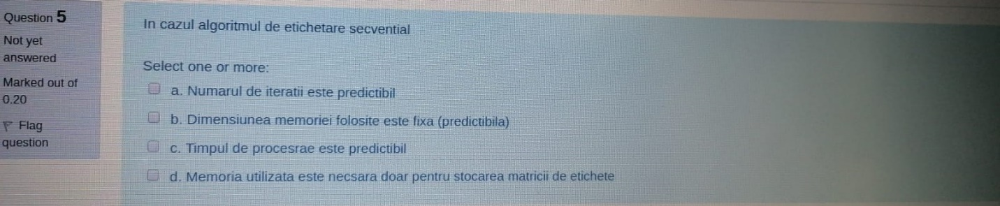 Question 5
Not yet
answered
Marked out of
0.20
Flag
question
In cazul algoritmul de etichetare secvential
Select one or more:
a. Numarul de iteratii este predictibil
b. Dimensiunea memoriei folosite este fixa (predictibila)
c. Timpul de procesrae este predictibil
d. Memoria utilizata este necsara doar pentru stocarea matricii de etichete